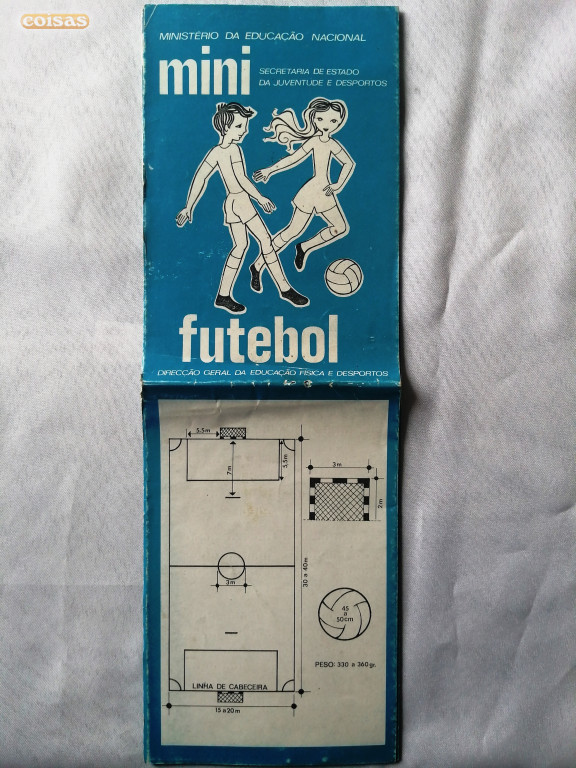 coisas
MINISTÉRIO DA EDUCAÇÃO NACIONAL
mini
SECRETARIA DE ESTADO
DA JUVENTUDE E DESPORTOS
futebol
DIRECÇÃO GERAL DA EDUCAÇÃO FÍSICA E DESPORTOS
5,5m
7m
5,5m
3m
2m
3m
30 a 40m
45
a
50cm
PESO: 330 a 360 gr.
LINHA DE CABECEIRA
15 a 20m